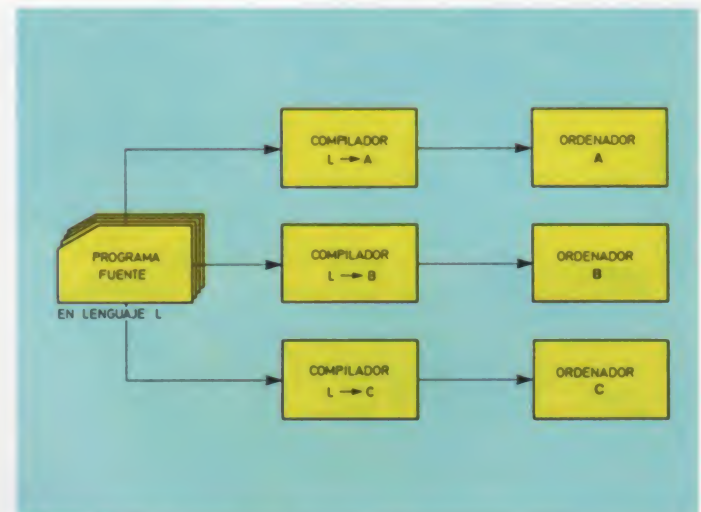 COMPILADOR
L → A
ORDENADOR
A
PROGRAMA
FUENTE
EN LENGUAJE L
COMPILADOR
L → B
ORDENADOR
B
COMPILADOR
L → C
ORDENADOR
C